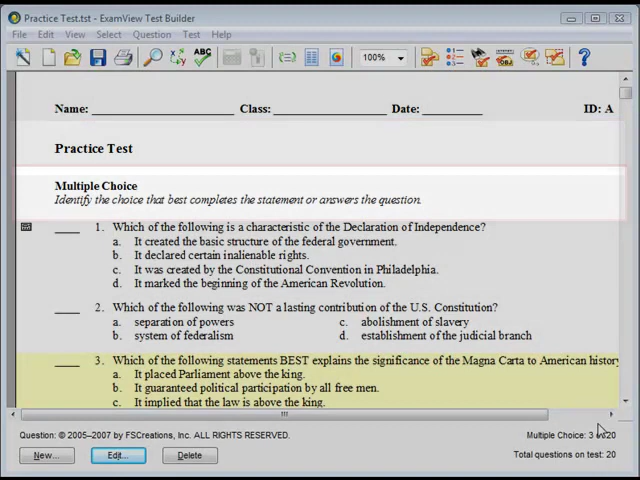 Practice Test.tst - ExamView Test Builder
File Edit View Select Question Test Help
ABC 100% OBJ ?
Name: Class: Date: ID: A
Practice Test
Multiple Choice
Identify the choice that best completes the statement or answers the question.
1. Which of the following is a characteristic of the Declaration of Independence?
a. It created the basic structure of the federal government.
b. It declared certain inalienable rights.
c. It was created by the Constitutional Convention in Philadelphia.
d. It marked the beginning of the American Revolution.
2. Which of the following was NOT a lasting contribution of the U.S. Constitution?
a. separation of powers c. abolishment of slavery
b. system of federalism d. establishment of the judicial branch
3. Which of the following statements BEST explains the significance of the Magna Carta to American history
a. It placed Parliament above the king.
b. It guaranteed political participation by all free men.
c. It implied that the law is above the king.
Question: © 2005-2007 by FSCreations, Inc. ALL RIGHTS RESERVED. Multiple Choice: 3 of 20
New... Edit... Delete Total questions on test: 20